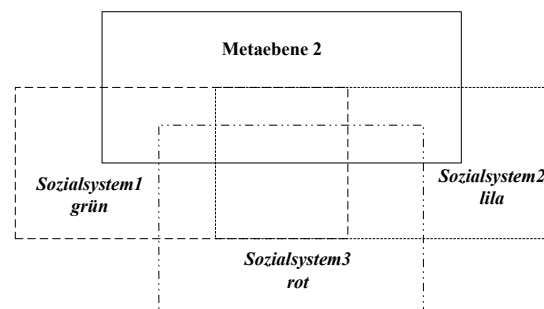 Metaebene 2
Sozialsystem1
grün
Sozialsystem2
lila
Sozialsystem3
rot